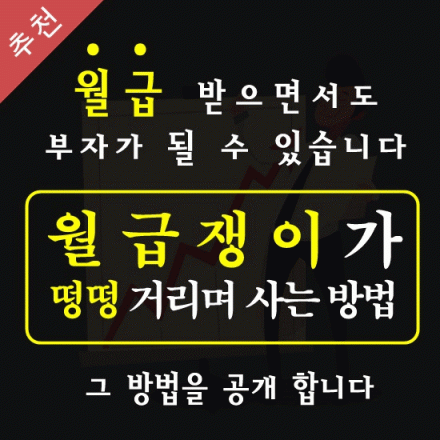 추천
월급 받으면서도
부자가 될 수 있습니다
월급쟁이가
떵떵 거리며 사는 방법
그 방법을 공개 합니다